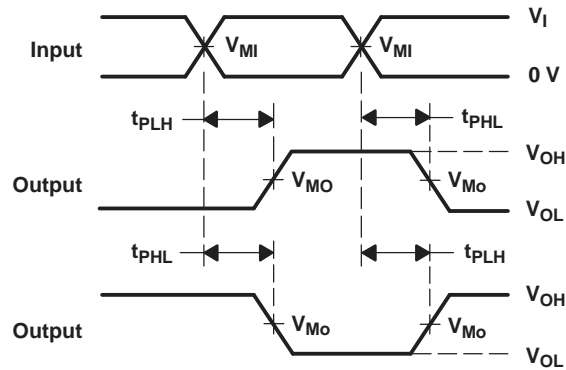 V_I
Input V_MI V_MI
0 V
t_PLH t_PHL
V_OH
Output V_MO V_Mo
V_OL
t_PHL t_PLH
V_OH
Output V_Mo V_Mo
V_OL